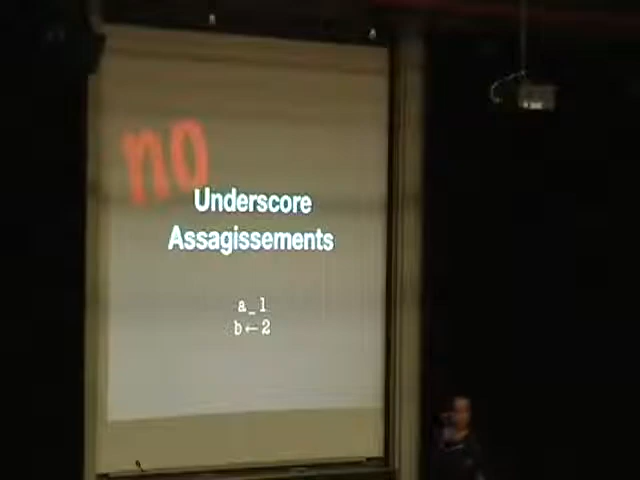 no
Underscore
Assagissements
a_1
b←2